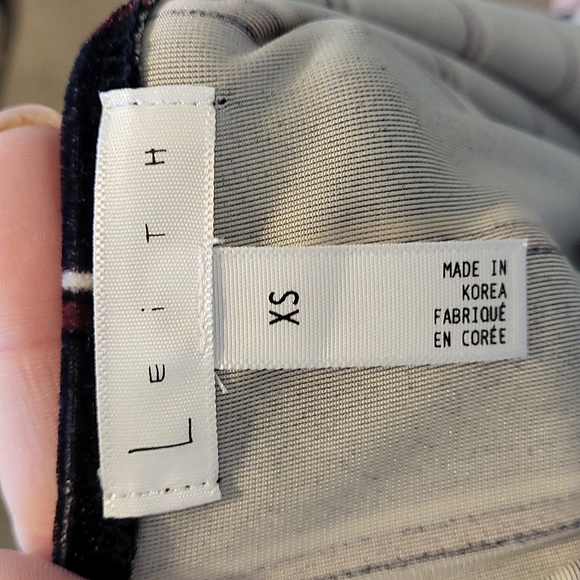 LEiTH
XS
MADE IN
KOREA
FABRIQUÉ
EN CORÉE